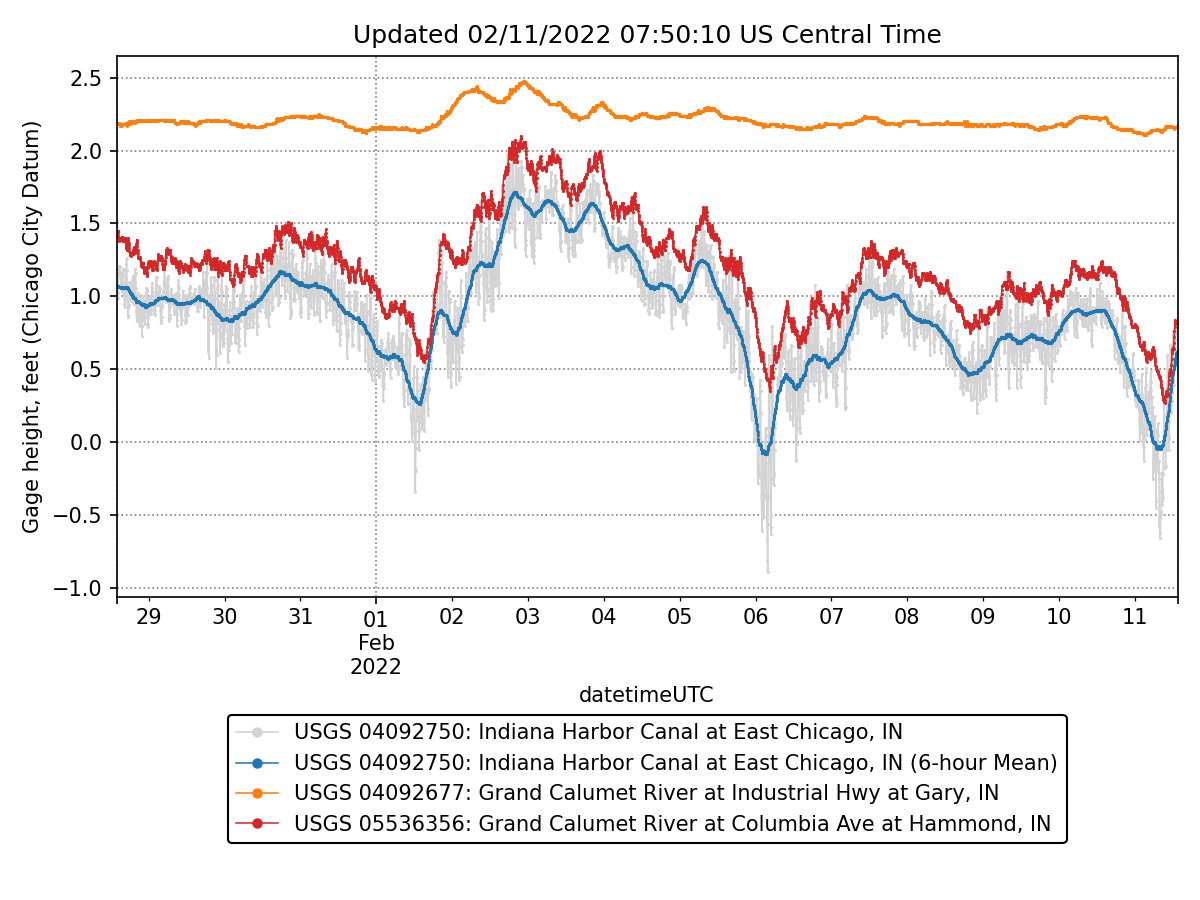 Updated 02/11/2022 07:50:10 US Central Time
Gage height, feet (Chicago City Datum)
2.5
2.0
1.5
1.0
0.5
0.0
−0.5
−1.0
29 30 31 01 02 03 04 05 06 07 08 09 10 11
Feb
2022
datetimeUTC
USGS 04092750: Indiana Harbor Canal at East Chicago, IN
USGS 04092750: Indiana Harbor Canal at East Chicago, IN (6-hour Mean)
USGS 04092677: Grand Calumet River at Industrial Hwy at Gary, IN
USGS 05536356: Grand Calumet River at Columbia Ave at Hammond, IN